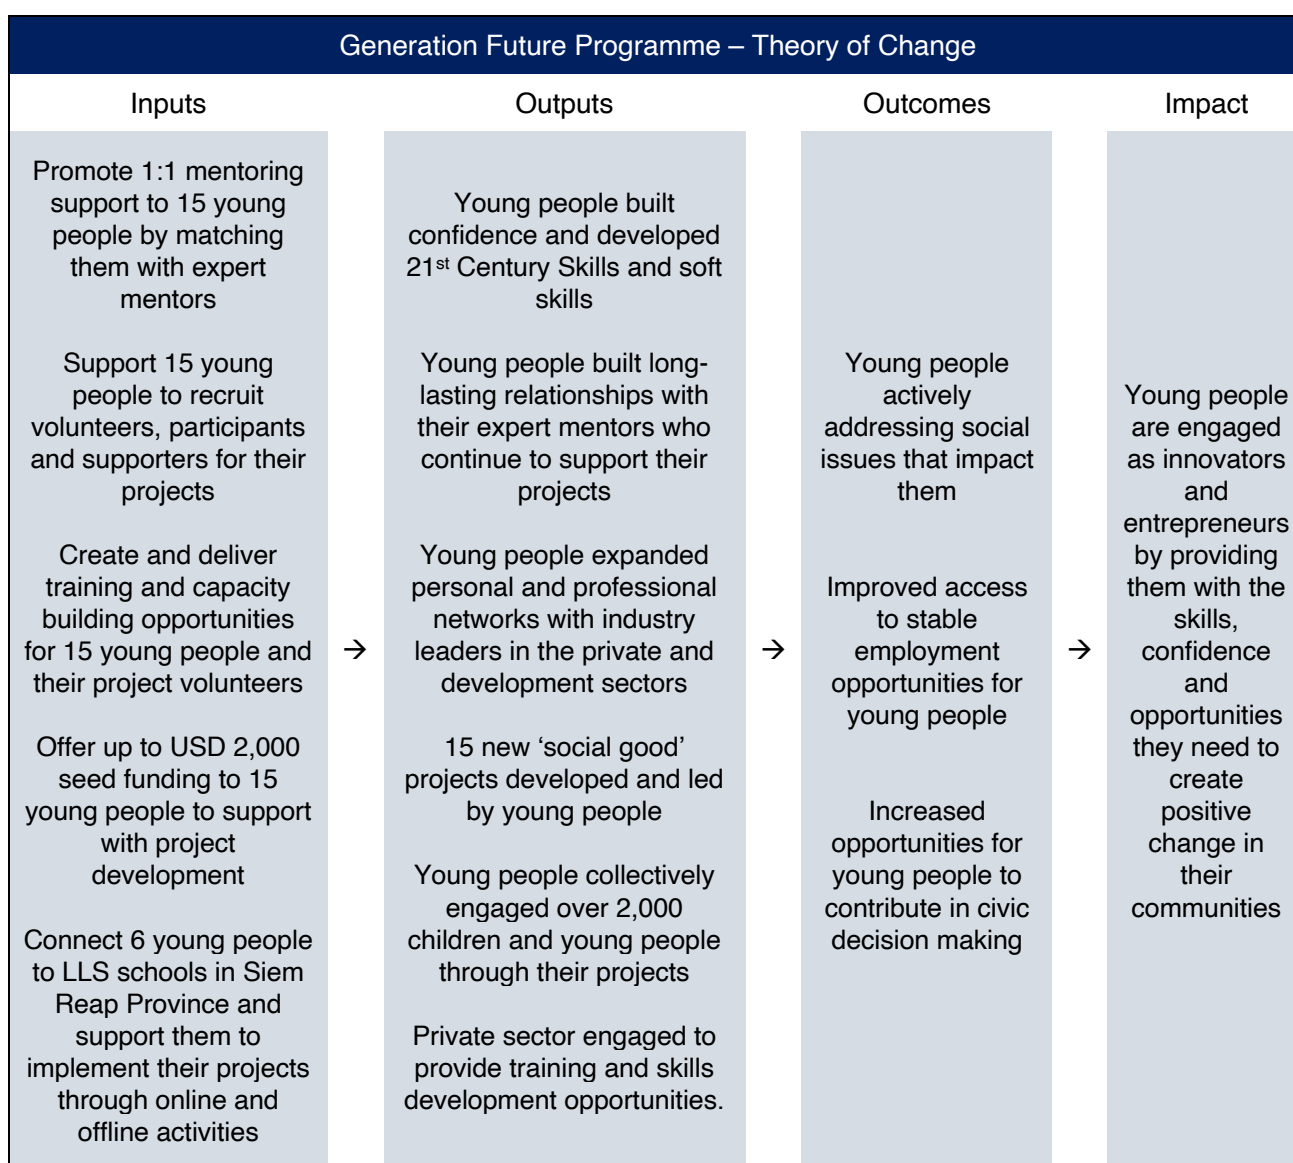 Generation Future Programme – Theory of Change
Inputs
Outputs
Outcomes
Impact
Promote 1:1 mentoring
support to 15 young
people by matching
them with expert
mentors
Support 15 young
people to recruit
volunteers, participants
and supporters for their
projects
Create and deliver
training and capacity
building opportunities
for 15 young people and
their project volunteers
Offer up to USD 2,000
seed funding to 15
young people to support
with project
development
Connect 6 young people
to LLS schools in Siem
Reap Province and
support them to
implement their projects
through online and
offline activities
→
Young people built
confidence and developed
21st Century Skills and soft
skills
Young people built long-
lasting relationships with
their expert mentors who
continue to support their
projects
Young people expanded
personal and professional
networks with industry
leaders in the private and
development sectors
15 new ‘social good’
projects developed and led
by young people
Young people collectively
engaged over 2,000
children and young people
through their projects
Private sector engaged to
provide training and skills
development opportunities.
→
Young people
actively
addressing social
issues that impact
them
Improved access
to stable
employment
opportunities for
young people
Increased
opportunities for
young people to
contribute in civic
decision making
→
Young people
are engaged
as innovators
and
entrepreneurs
by providing
them with the
skills,
confidence
and
opportunities
they need to
create
positive
change in
their
communities